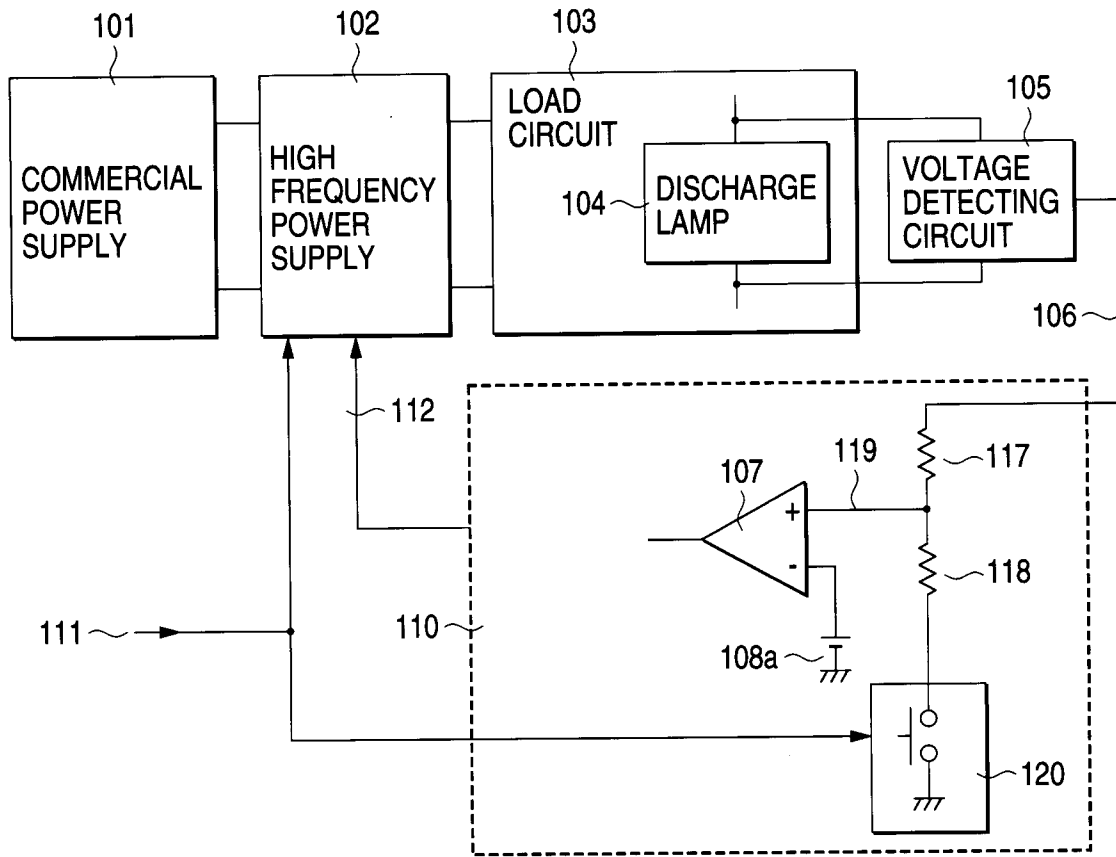 101
102
103
105
COMMERCIAL
POWER
SUPPLY
HIGH
FREQUENCY
POWER
SUPPLY
LOAD
CIRCUIT
104
DISCHARGE
LAMP
VOLTAGE
DETECTING
CIRCUIT
106
112
107
119
117
+
-
118
111
110
108a
120